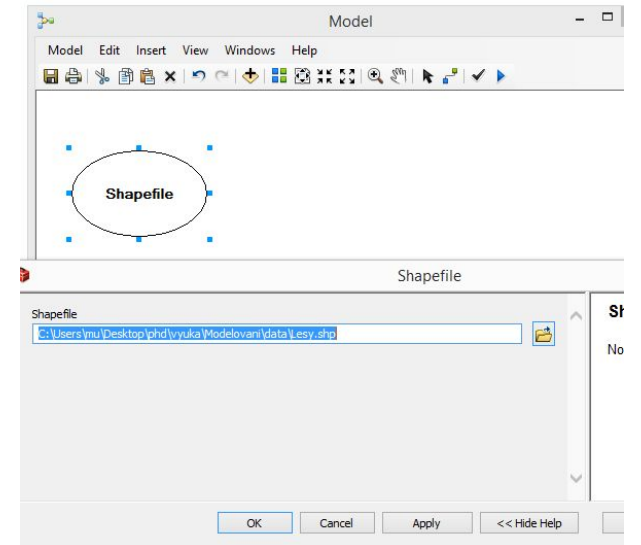 Model
Model Edit Insert View Windows Help
Shapefile
Shapefile
Shapefile
C:\Users\mu\Desktop\phd\vyuka\Modelovani\data\Lesy.shp
Sh
No
OK Cancel Apply << Hide Help